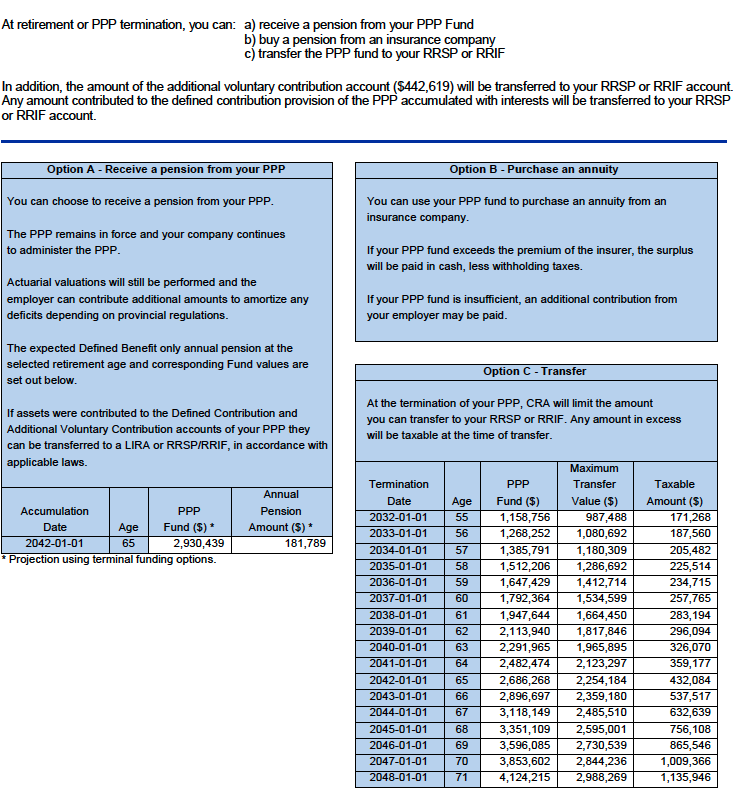 At retirement or PPP termination, you can: a) receive a pension from your PPP Fund
b) buy a pension from an insurance company
c) transfer the PPP fund to your RRSP or RRIF
In addition, the amount of the additional voluntary contribution account ($442,619) will be transferred to your RRSP or RRIF account.
Any amount contributed to the defined contribution provision of the PPP accumulated with interests will be transferred to your RRSP
or RRIF account.
Option A - Receive a pension from your PPP
You can choose to receive a pension from your PPP.
The PPP remains in force and your company continues
to administer the PPP.
Actuarial valuations will still be performed and the
employer can contribute additional amounts to amortize any
deficits depending on provincial regulations.
The expected Defined Benefit only annual pension at the
selected retirement age and corresponding Fund values are
set out below.
If assets were contributed to the Defined Contribution and
Additional Voluntary Contribution accounts of your PPP they
can be transferred to a LIRA or RRSP/RRIF, in accordance with
applicable laws.
Annual
Accumulation PPP Pension
Date Age Fund ($) * Amount ($) *
2042-01-01 65 2,930,439 181,789
* Projection using terminal funding options.
Option B - Purchase an annuity
You can use your PPP fund to purchase an annuity from an
insurance company.
If your PPP fund exceeds the premium of the insurer, the surplus
will be paid in cash, less withholding taxes.
If your PPP fund is insufficient, an additional contribution from
your employer may be paid.
Option C - Transfer
At the termination of your PPP, CRA will limit the amount
you can transfer to your RRSP or RRIF. Any amount in excess
will be taxable at the time of transfer.
Maximum
Termination PPP Transfer Taxable
Date Age Fund ($) Value ($) Amount ($)
2032-01-01 55 1,158,756 987,488 171,268
2033-01-01 56 1,268,252 1,080,692 187,560
2034-01-01 57 1,385,791 1,180,309 205,482
2035-01-01 58 1,512,206 1,286,692 225,514
2036-01-01 59 1,647,429 1,412,714 234,715
2037-01-01 60 1,792,364 1,534,599 257,765
2038-01-01 61 1,947,644 1,664,450 283,194
2039-01-01 62 2,113,940 1,817,846 296,094
2040-01-01 63 2,291,965 1,965,895 326,070
2041-01-01 64 2,482,474 2,123,297 359,177
2042-01-01 65 2,686,268 2,254,184 432,084
2043-01-01 66 2,896,697 2,359,180 537,517
2044-01-01 67 3,118,149 2,485,510 632,639
2045-01-01 68 3,351,109 2,595,001 756,108
2046-01-01 69 3,596,085 2,730,539 865,546
2047-01-01 70 3,853,602 2,844,236 1,009,366
2048-01-01 71 4,124,215 2,988,269 1,135,946